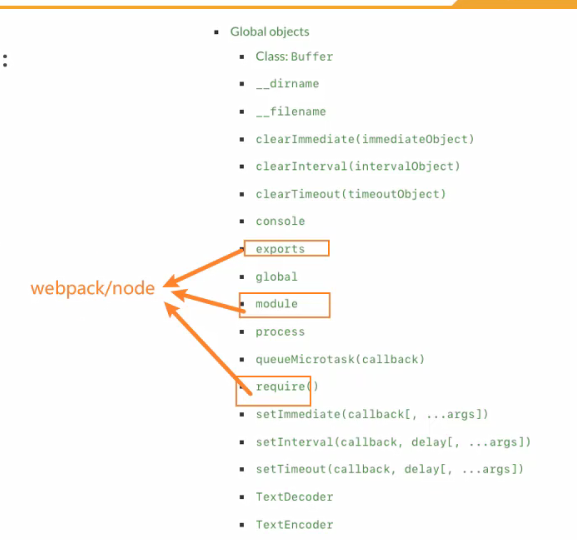 Global objects
:
Class: Buffer
__dirname
__filename
clearImmediate(immediateObject)
clearInterval(intervalObject)
clearTimeout(timeoutObject)
console
exports
global
webpack/node
module
process
queueMicrotask(callback)
require()
setImmediate(callback[, ...args])
setInterval(callback, delay[, ...args])
setTimeout(callback, delay[, ...args])
TextDecoder
TextEncoder